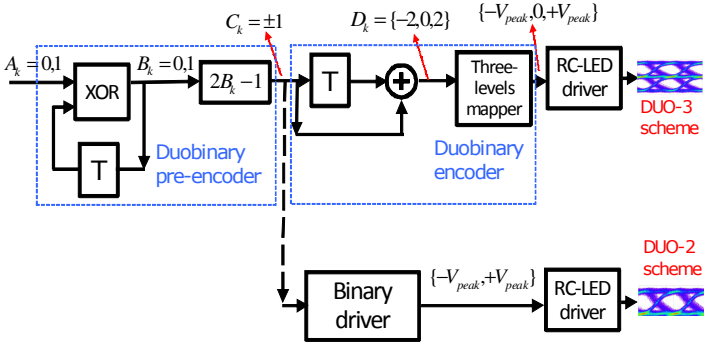 C_k = ±1
D_k = {−2,0,2}
{−V_peak,0,+V_peak}
A_k = 0,1
B_k = 0,1
XOR
2B_k − 1
T
Three-
levels
mapper
RC-LED
driver
DUO-3
scheme
T
Duobinary
pre-encoder
Duobinary
encoder
DUO-2
scheme
Binary
driver
{−V_peak,+V_peak}
RC-LED
driver